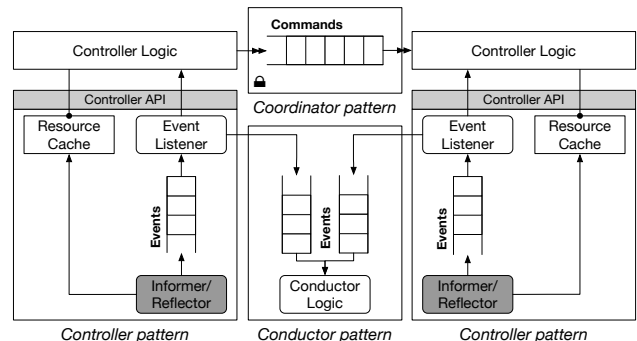 Commands
Controller Logic
Controller Logic
Coordinator pattern
Controller API
Controller API
Resource
Cache
Event
Listener
Event
Listener
Resource
Cache
Events
Events
Events
Informer/
Reflector
Conductor
Logic
Informer/
Reflector
Controller pattern
Conductor pattern
Controller pattern